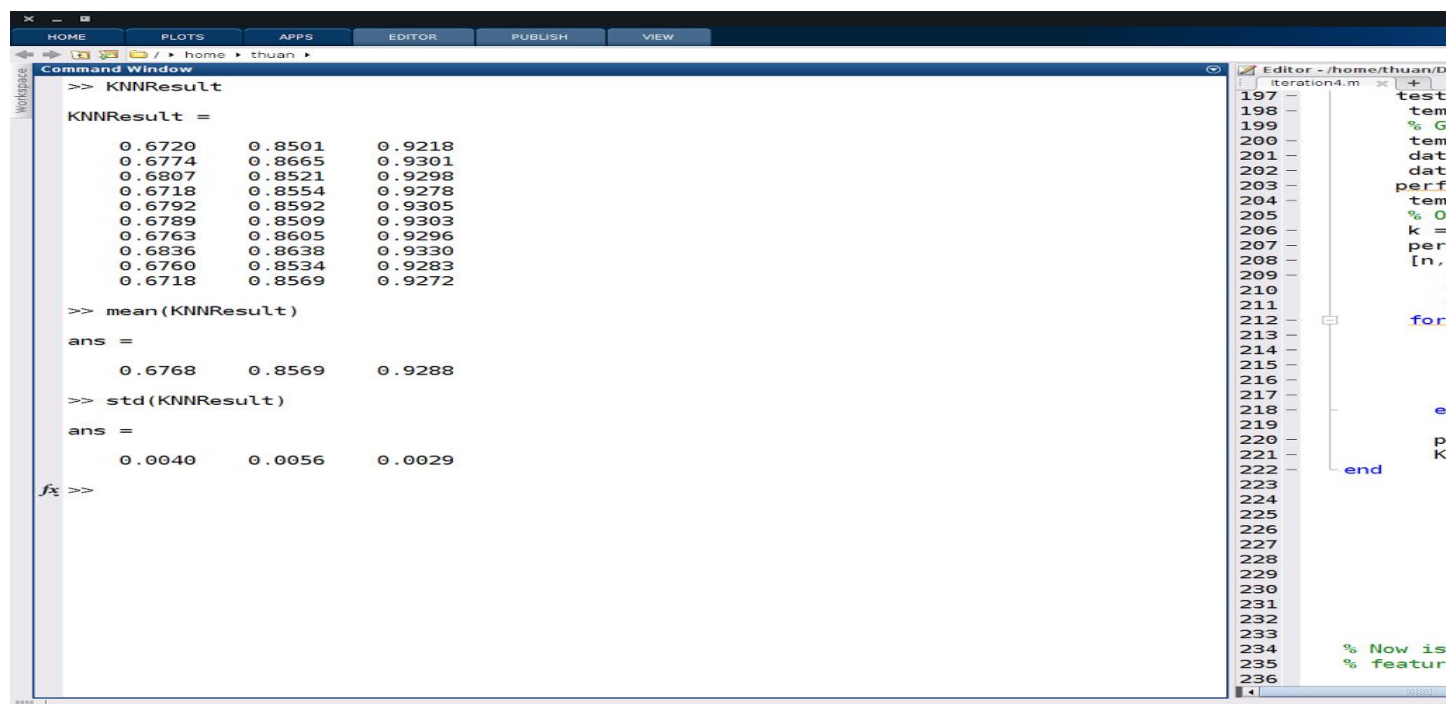 HOME PLOTS APPS EDITOR PUBLISH VIEW
/ home thuan
Workspace
Command Window
>> KNNResult
KNNResult =
0.6720 0.8501 0.9218
0.6774 0.8665 0.9301
0.6807 0.8521 0.9298
0.6718 0.8554 0.9278
0.6792 0.8592 0.9305
0.6789 0.8509 0.9303
0.6763 0.8605 0.9296
0.6836 0.8638 0.9330
0.6760 0.8534 0.9283
0.6718 0.8569 0.9272
>> mean(KNNResult)
ans =
0.6768 0.8569 0.9288
>> std(KNNResult)
ans =
0.0040 0.0056 0.0029
fx >>
Editor - /home/thuan/D
Iteration4.m × +
197 – test
198 – tem
199 % G
200 – tem
201 – dat
202 – dat
203 – perf
204 – tem
205 % O
206 – k =
207 – per
208 – [n,
209 –
210
211
212 – for
213 –
214 –
215 –
216 –
217 –
218 – e
219
220 – p
221 – K
222 – end
223
224
225
226
227
228
229
230
231
232
233
234 % Now is
235 % featur
236